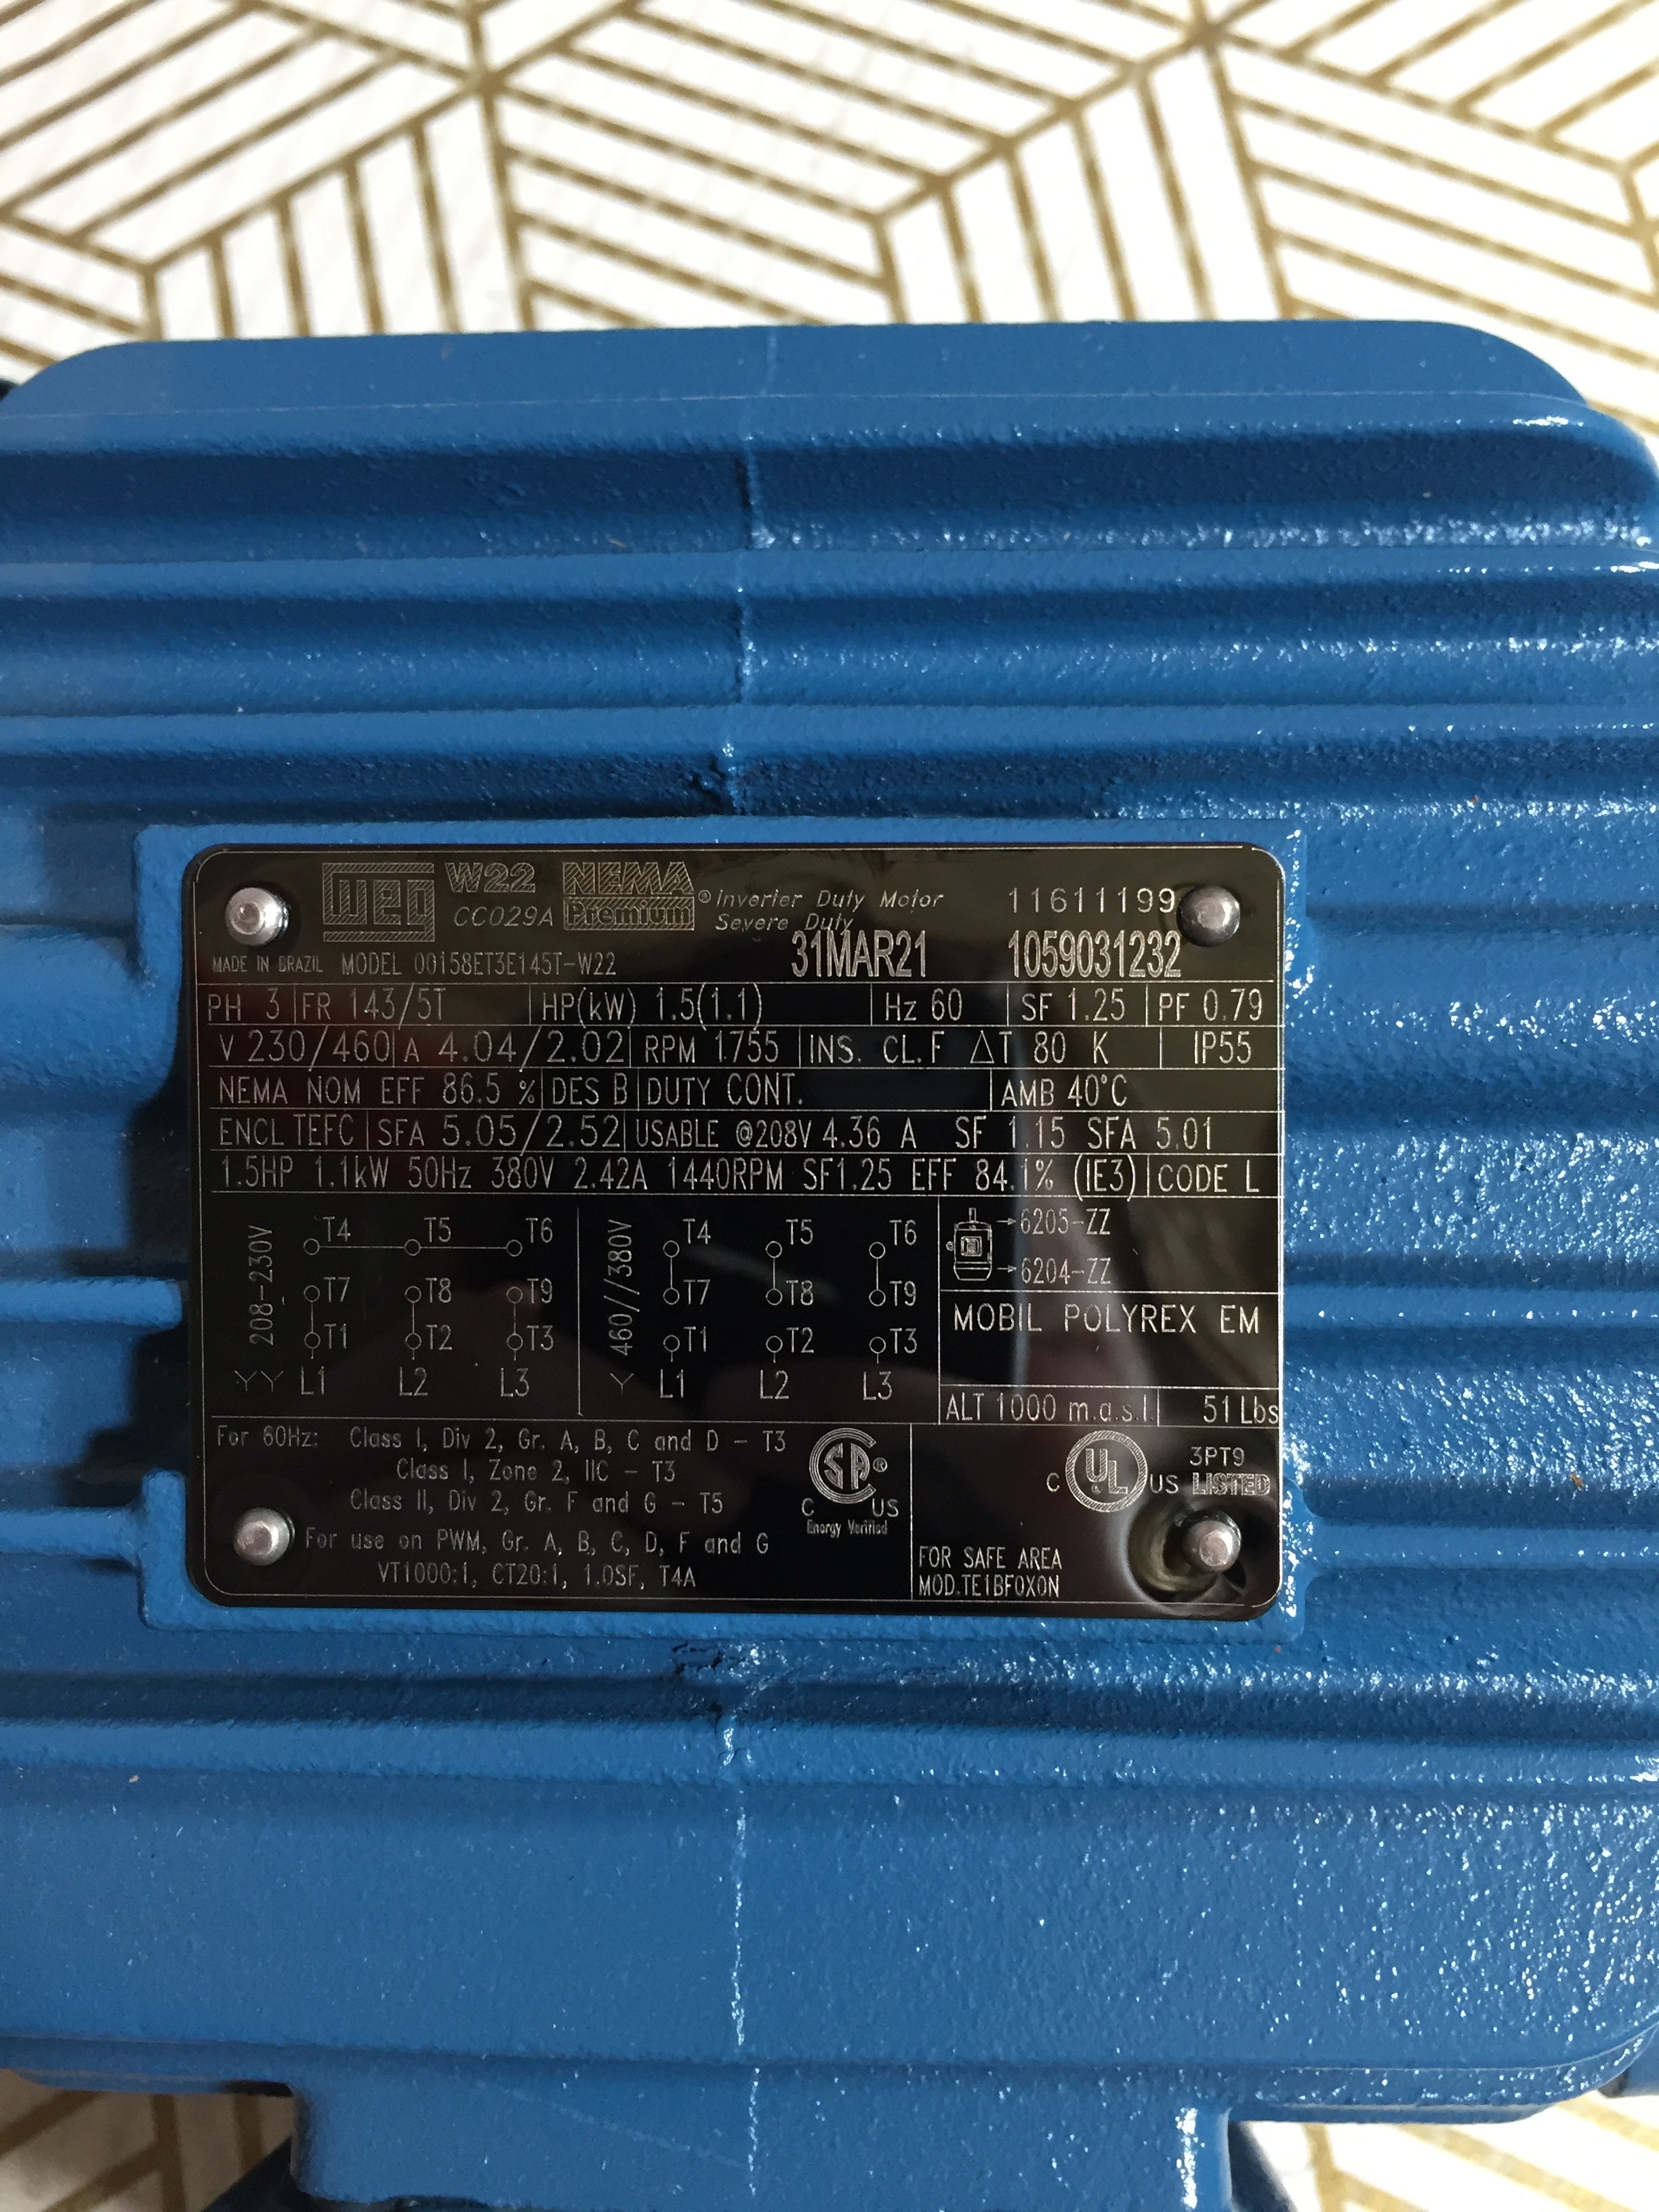 WEG W22 NEMA Premium ® Inverter Duty Motor 11611199
CC029A Severe Duty
MADE IN BRAZIL MODEL 00158ET3E145T-W22 31MAR21 1059031232
PH 3 FR 143/5T HP(kW) 1.5(1.1) Hz 60 SF 1.25 PF 0.79
V 230/460 A 4.04/2.02 RPM 1755 INS. CL. F ΔT 80 K IP55
NEMA NOM EFF 86.5 % DES B DUTY CONT. AMB 40°C
ENCL TEFC SFA 5.05/2.52 USABLE @208V 4.36 A SF 1.15 SFA 5.01
1.5HP 1.1kW 50Hz 380V 2.42A 1440RPM SF1.25 EFF 84.1% (IE3) CODE L
208-230V
T4 T5 T6
T7 T8 T9
T1 T2 T3
YY L1 L2 L3
460//380V
T4 T5 T6
T7 T8 T9
T1 T2 T3
Y L1 L2 L3
6205-ZZ
6204-ZZ
MOBIL POLYREX EM
ALT 1000 m.a.s.l. 51 Lbs
For 60Hz: Class I, Div 2, Gr. A, B, C and D - T3
Class I, Zone 2, IIC - T3
Class II, Div 2, Gr. F and G - T5
For use on PWM, Gr. A, B, C, D, F and G
VT1000:1, CT20:1, 1.0SF, T4A
SA ®
C US
Energy Verified
C UL US 3PT9
LISTED
FOR SAFE AREA
MOD.TE1BF0X0N